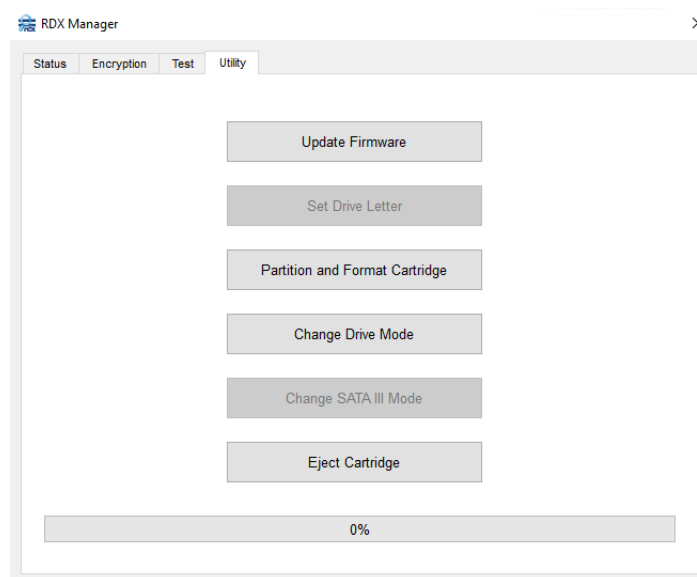 RDX Manager
Status Encryption Test Utility
Update Firmware
Set Drive Letter
Partition and Format Cartridge
Change Drive Mode
Change SATA III Mode
Eject Cartridge
0%